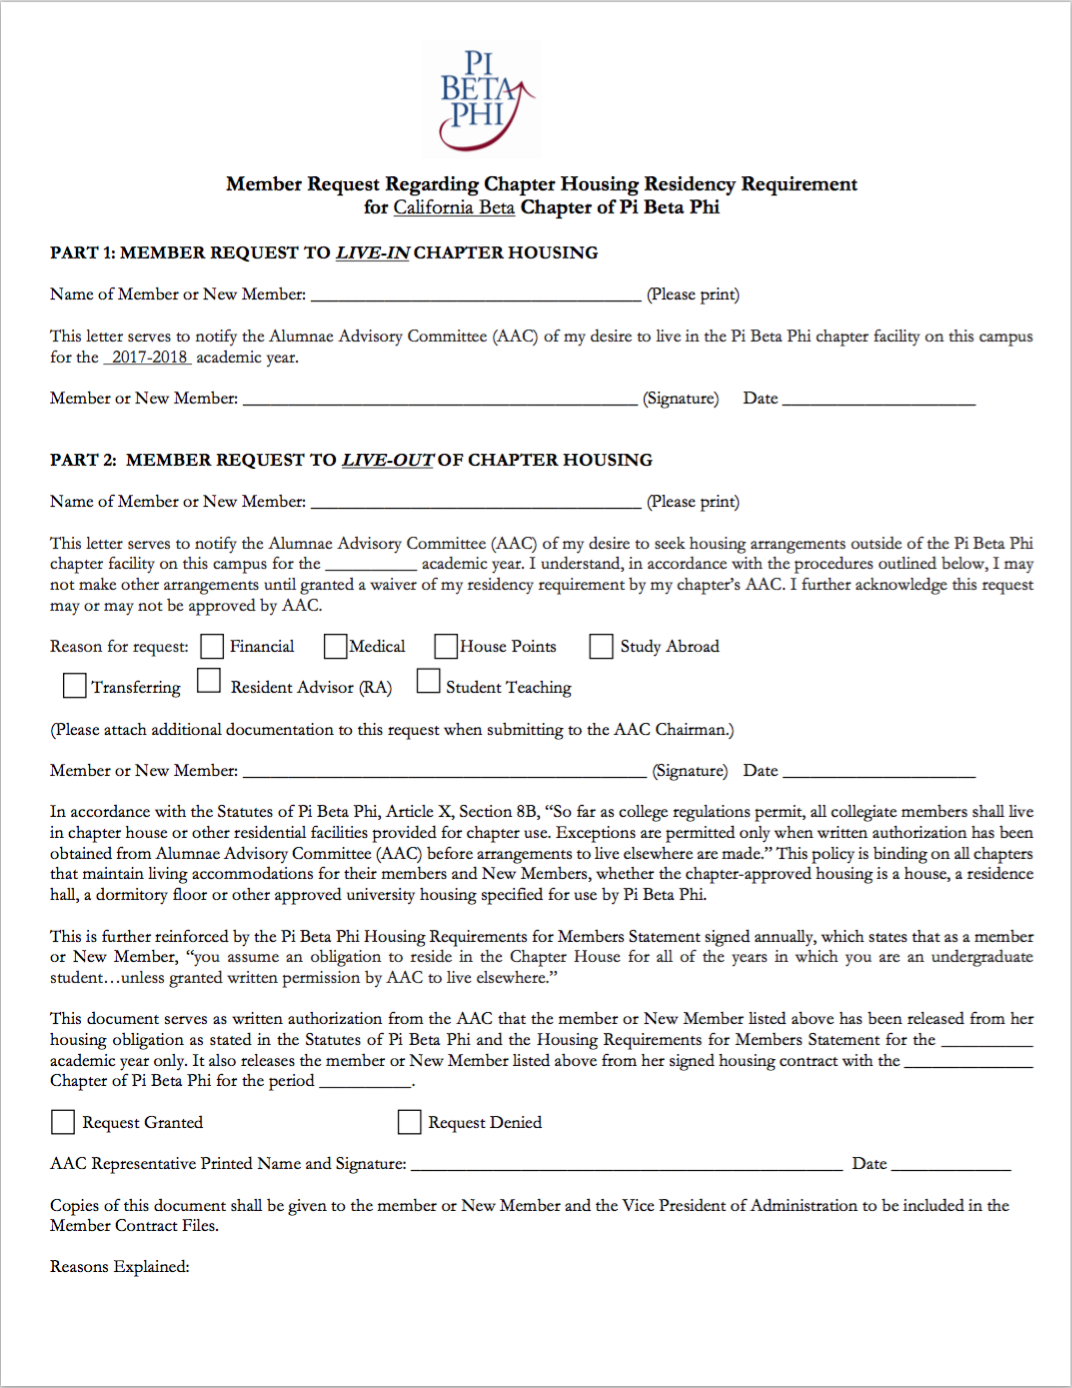 PI
BETA
PHI
Member Request Regarding Chapter Housing Residency Requirement
for California Beta Chapter of Pi Beta Phi
PART 1: MEMBER REQUEST TO LIVE-IN CHAPTER HOUSING
Name of Member or New Member: ____________________________________ (Please print)
This letter serves to notify the Alumnae Advisory Committee (AAC) of my desire to live in the Pi Beta Phi chapter facility on this campus
for the _2017-2018_ academic year.
Member or New Member: ___________________________________________ (Signature) Date _____________________
PART 2: MEMBER REQUEST TO LIVE-OUT OF CHAPTER HOUSING
Name of Member or New Member: ____________________________________ (Please print)
This letter serves to notify the Alumnae Advisory Committee (AAC) of my desire to seek housing arrangements outside of the Pi Beta Phi
chapter facility on this campus for the __________ academic year. I understand, in accordance with the procedures outlined below, I may
not make other arrangements until granted a waiver of my residency requirement by my chapter's AAC. I further acknowledge this request
may or may not be approved by AAC.
Reason for request: Financial Medical House Points Study Abroad
Transferring Resident Advisor (RA) Student Teaching
(Please attach additional documentation to this request when submitting to the AAC Chairman.)
Member or New Member: ____________________________________________ (Signature) Date _____________________
In accordance with the Statutes of Pi Beta Phi, Article X, Section 8B, “So far as college regulations permit, all collegiate members shall live
in chapter house or other residential facilities provided for chapter use. Exceptions are permitted only when written authorization has been
obtained from Alumnae Advisory Committee (AAC) before arrangements to live elsewhere are made.” This policy is binding on all chapters
that maintain living accommodations for their members and New Members, whether the chapter-approved housing is a house, a residence
hall, a dormitory floor or other approved university housing specified for use by Pi Beta Phi.
This is further reinforced by the Pi Beta Phi Housing Requirements for Members Statement signed annually, which states that as a member
or New Member, “you assume an obligation to reside in the Chapter House for all of the years in which you are an undergraduate
student…unless granted written permission by AAC to live elsewhere.”
This document serves as written authorization from the AAC that the member or New Member listed above has been released from her
housing obligation as stated in the Statutes of Pi Beta Phi and the Housing Requirements for Members Statement for the __________
academic year only. It also releases the member or New Member listed above from her signed housing contract with the ______________
Chapter of Pi Beta Phi for the period __________.
Request Granted Request Denied
AAC Representative Printed Name and Signature: _______________________________________________ Date _____________
Copies of this document shall be given to the member or New Member and the Vice President of Administration to be included in the
Member Contract Files.
Reasons Explained: